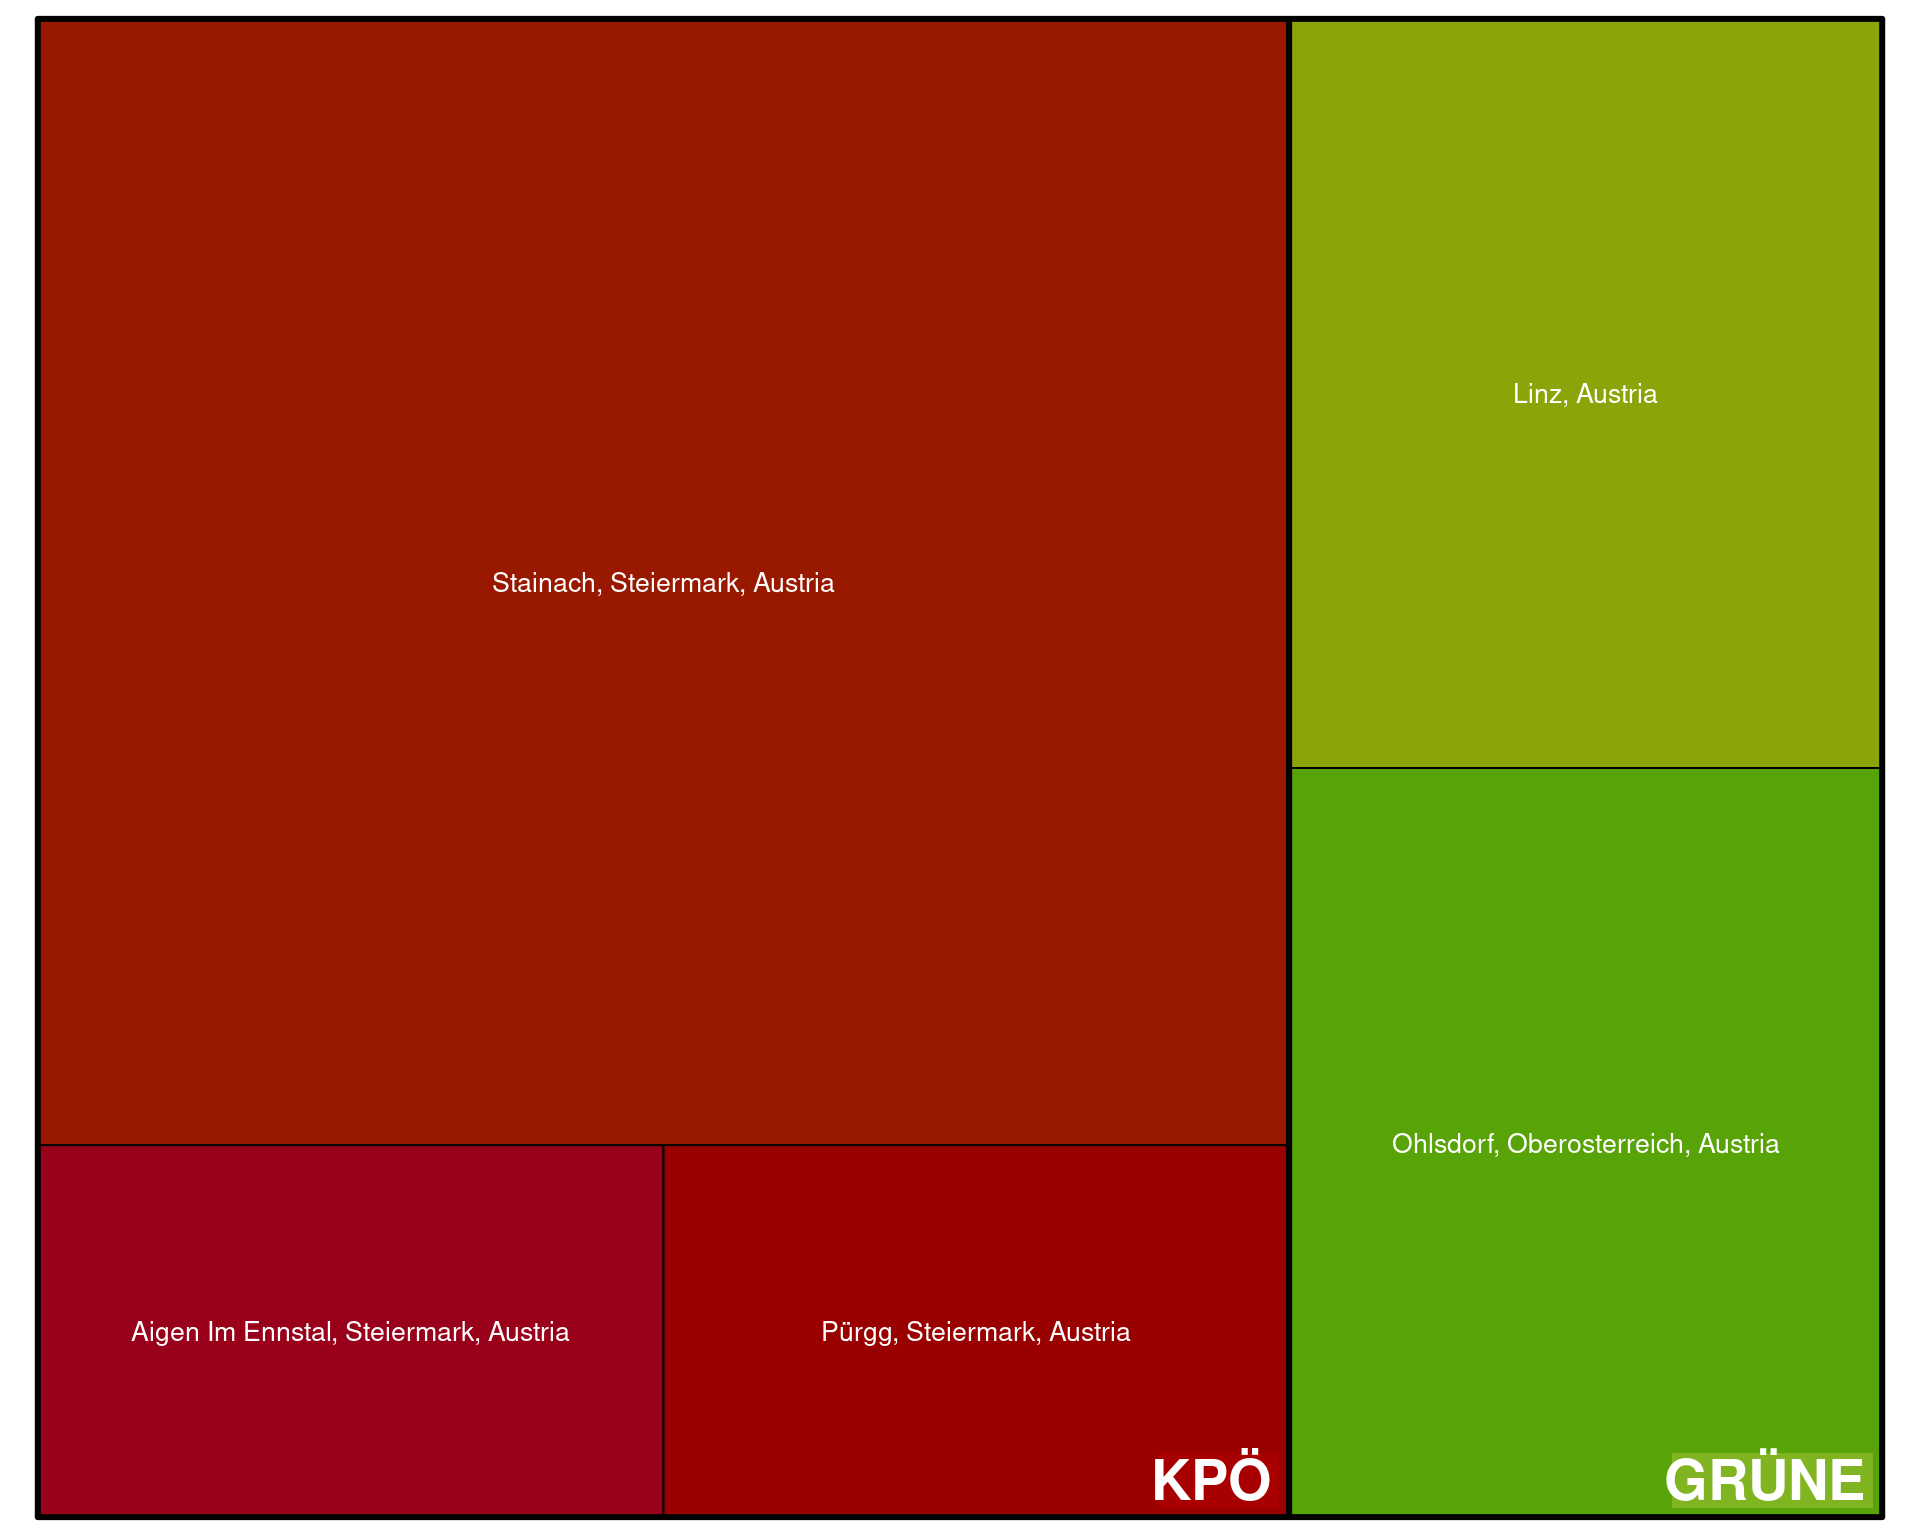 Linz, Austria
Stainach, Steiermark, Austria
Ohlsdorf, Oberosterreich, Austria
Aigen Im Ennstal, Steiermark, Austria
Pürgg, Steiermark, Austria
KPÖ
GRÜNE